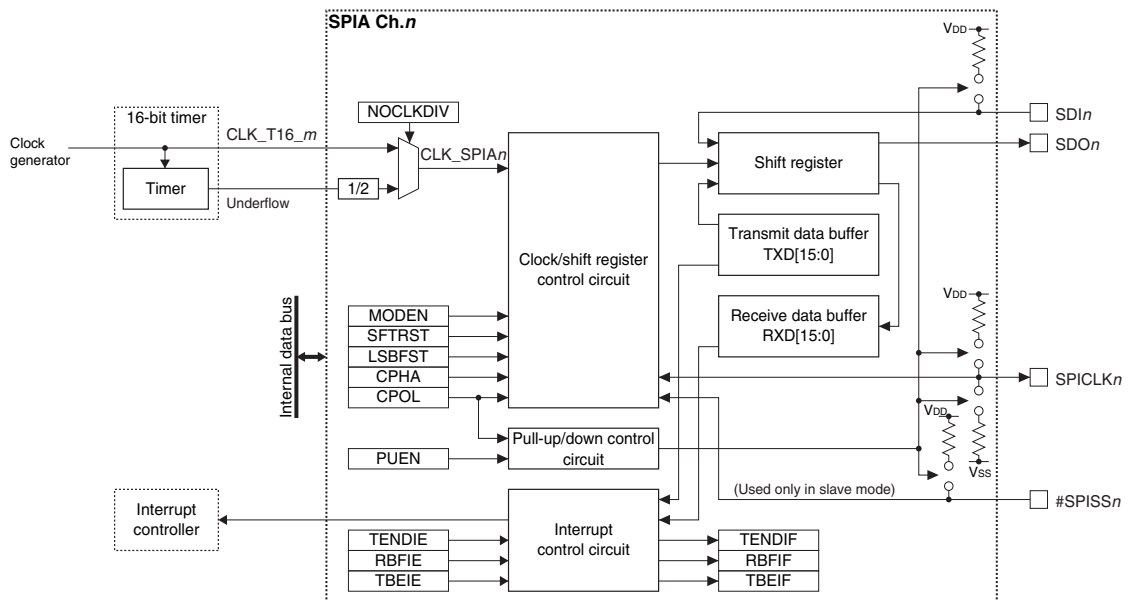 SPIA Ch.n
VDD
NOCLKDIV
16-bit timer
CLK_T16_m
SDIn
Clock
generator
CLK_SPIAn
Shift register
SDOn
Timer
1/2
Underflow
Transmit data buffer
TXD[15:0]
Clock/shift register
control circuit
VDD
Internal data bus
MODEN
Receive data buffer
RXD[15:0]
SFTRST
LSBFST
CPHA
SPICLKn
CPOL
VDD
Pull-up/down control
circuit
PUEN
VSS
(Used only in slave mode)
#SPISSn
Interrupt
controller
Interrupt
control circuit
TENDIE
TENDIF
RBFIE
RBFIF
TBEIE
TBEIF